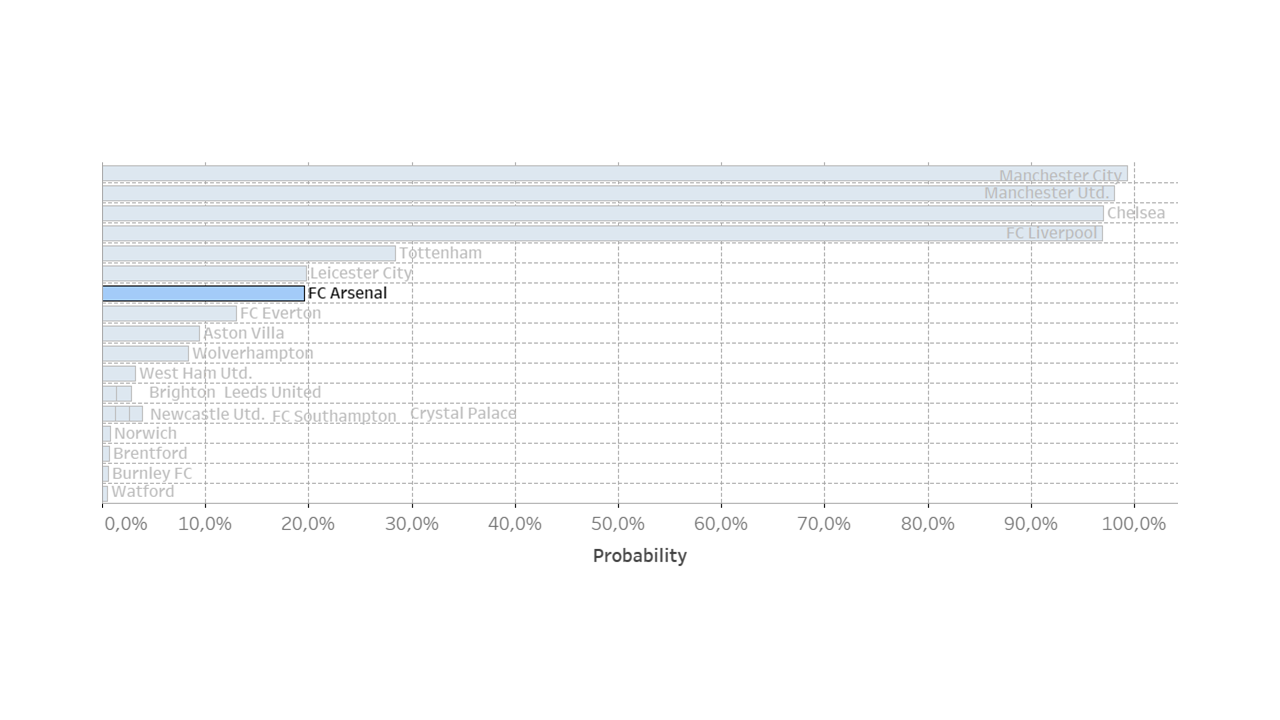 Manchester City
Manchester Utd.
Chelsea
FC Liverpool
Tottenham
Leicester City
FC Arsenal
FC Everton
Aston Villa
Wolverhampton
West Ham Utd.
Brighton Leeds United
Newcastle Utd. FC Southampton Crystal Palace
Norwich
Brentford
Burnley FC
Watford
0,0% 10,0% 20,0% 30,0% 40,0% 50,0% 60,0% 70,0% 80,0% 90,0% 100,0%
Probability